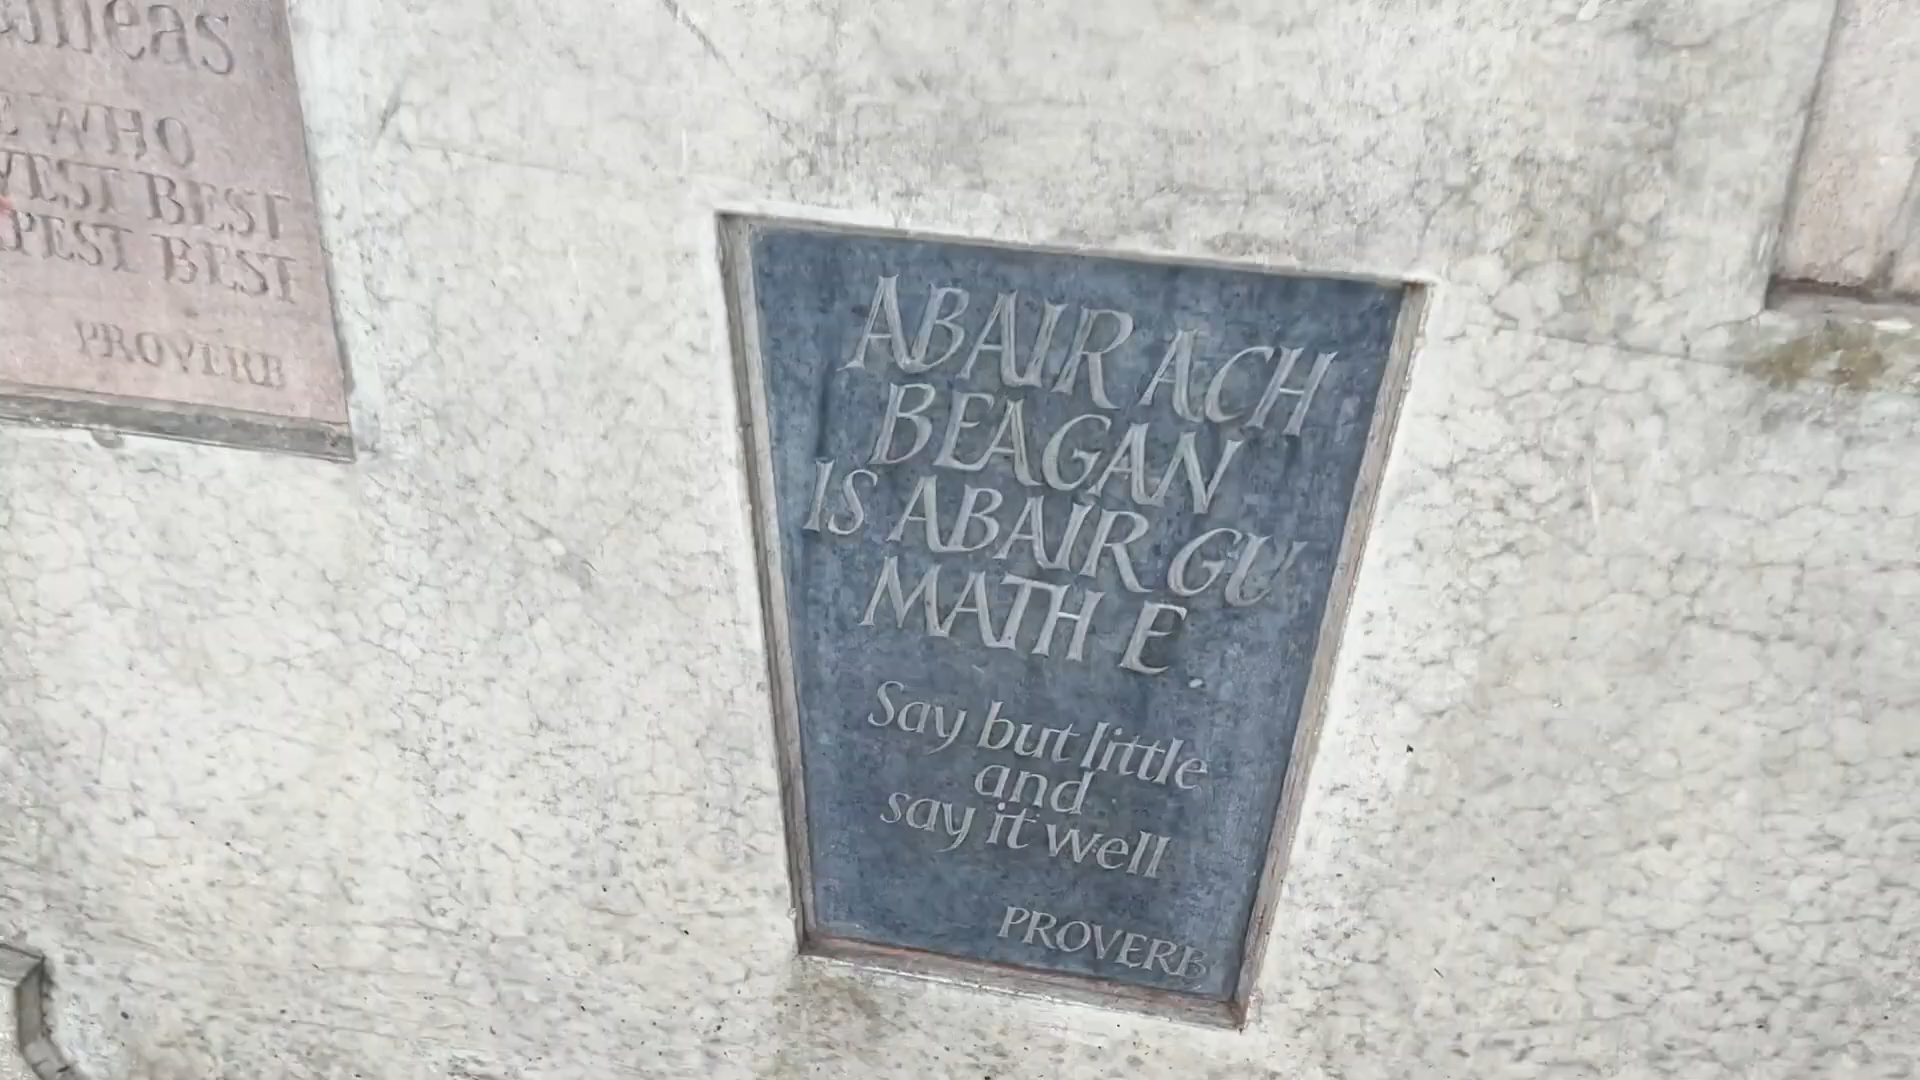 WHO
BEST
BEST
PROVERB
ABAIR ACH
BEAGAN
IS ABAIR GU
MATH E.
Say but little
and
say it well
PROVERB